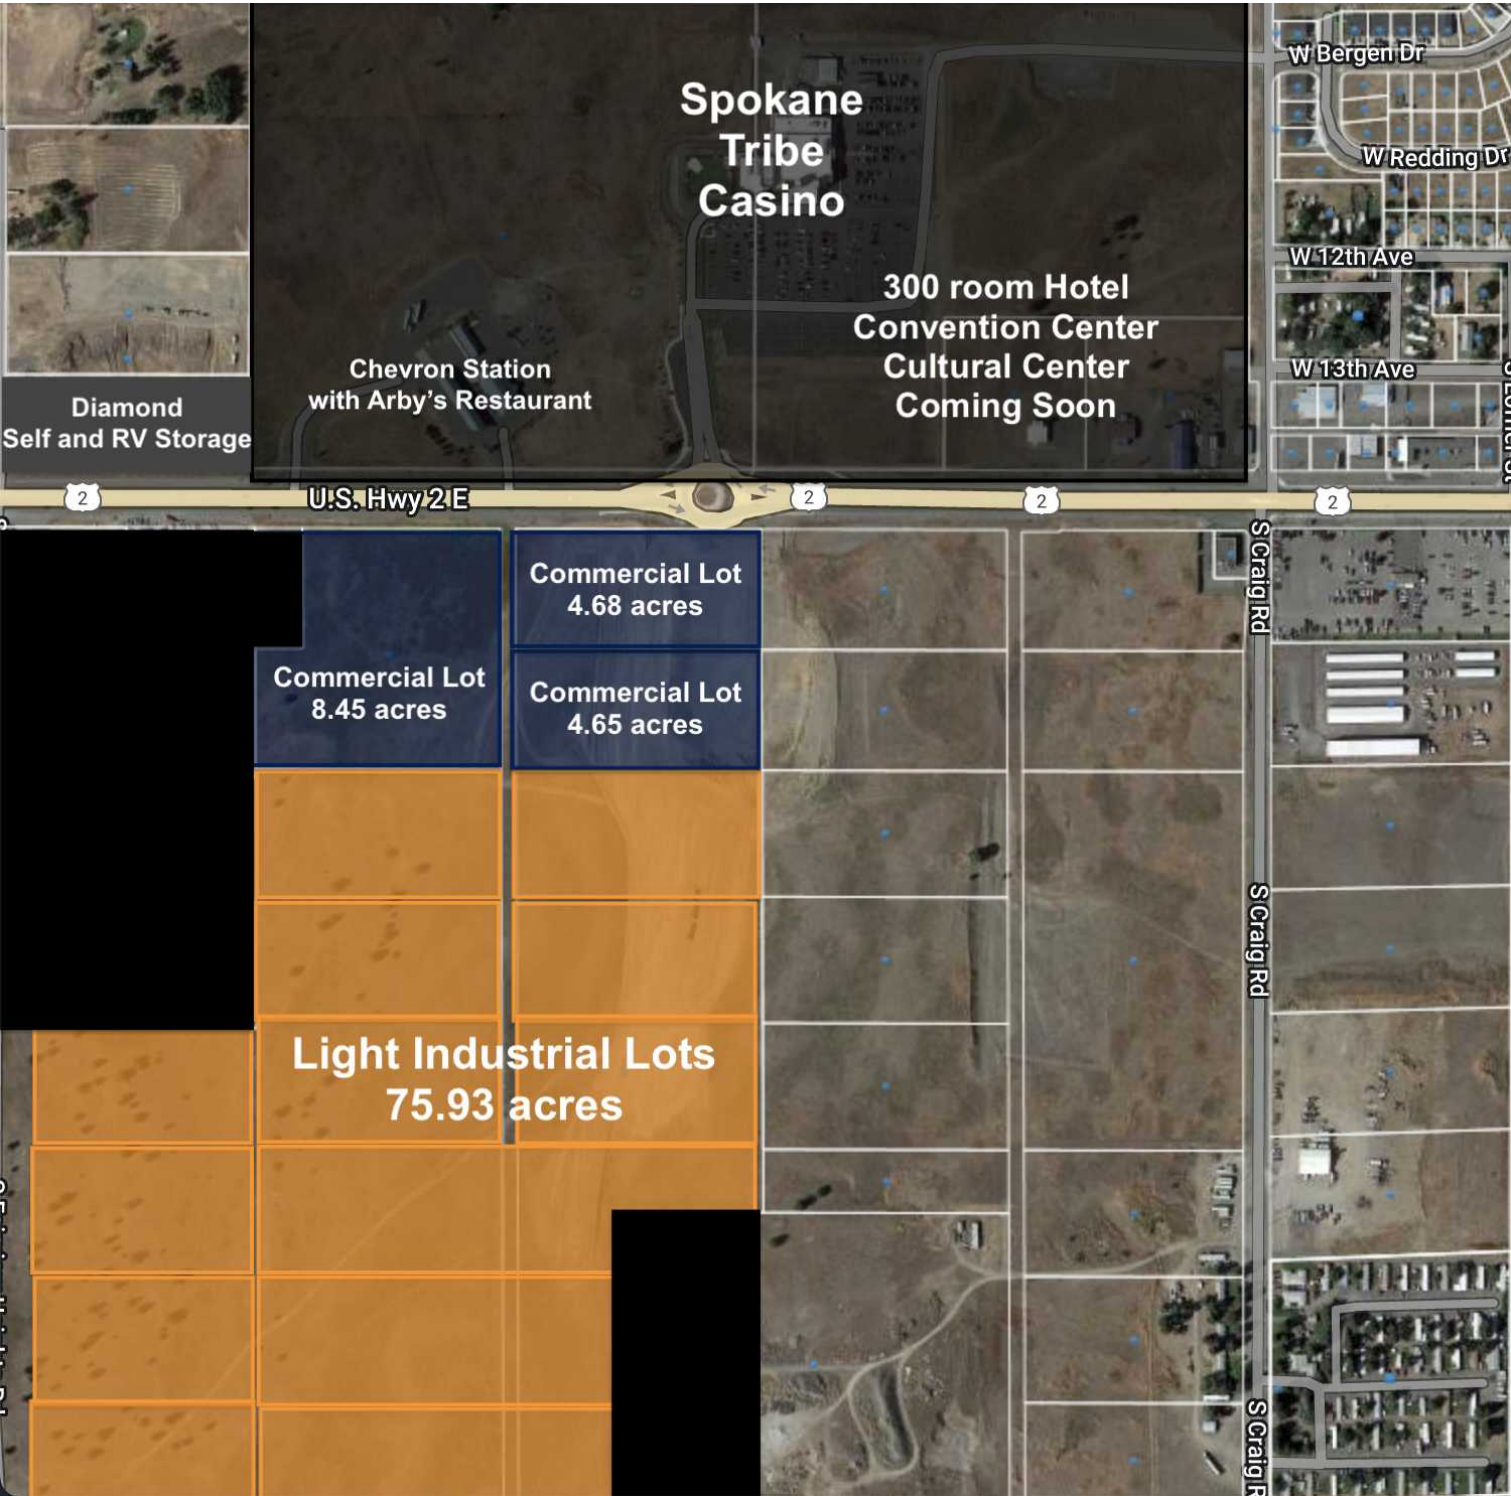 W Bergen Dr
Spokane
Tribe
Casino
W Redding Dr
W 12th Ave
300 room Hotel
Convention Center
Cultural Center
Coming Soon
Chevron Station
with Arby's Restaurant
W 13th Ave
Diamond
Self and RV Storage
2
U.S. Hwy 2 E
2
2
2
S Craig Rd
Commercial Lot
4.68 acres
Commercial Lot
8.45 acres
Commercial Lot
4.65 acres
S Craig Rd
Light Industrial Lots
75.93 acres
S Craig R